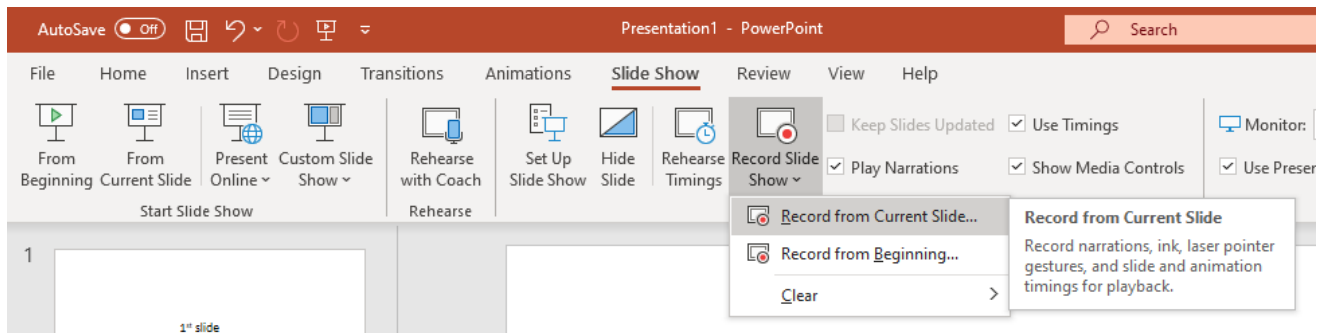 AutoSave Off Presentation1 - PowerPoint Search
File Home Insert Design Transitions Animations Slide Show Review View Help
From Beginning
From Current Slide
Present Online
Custom Slide Show
Start Slide Show
Rehearse with Coach
Rehearse
Set Up Slide Show
Hide Slide
Rehearse Timings
Record Slide Show
Keep Slides Updated
Play Narrations
Use Timings
Show Media Controls
Monitor:
Use Preser
Record from Current Slide...
Record from Beginning...
Clear
Record from Current Slide
Record narrations, ink, laser pointer
gestures, and slide and animation
timings for playback.
1
1st slide